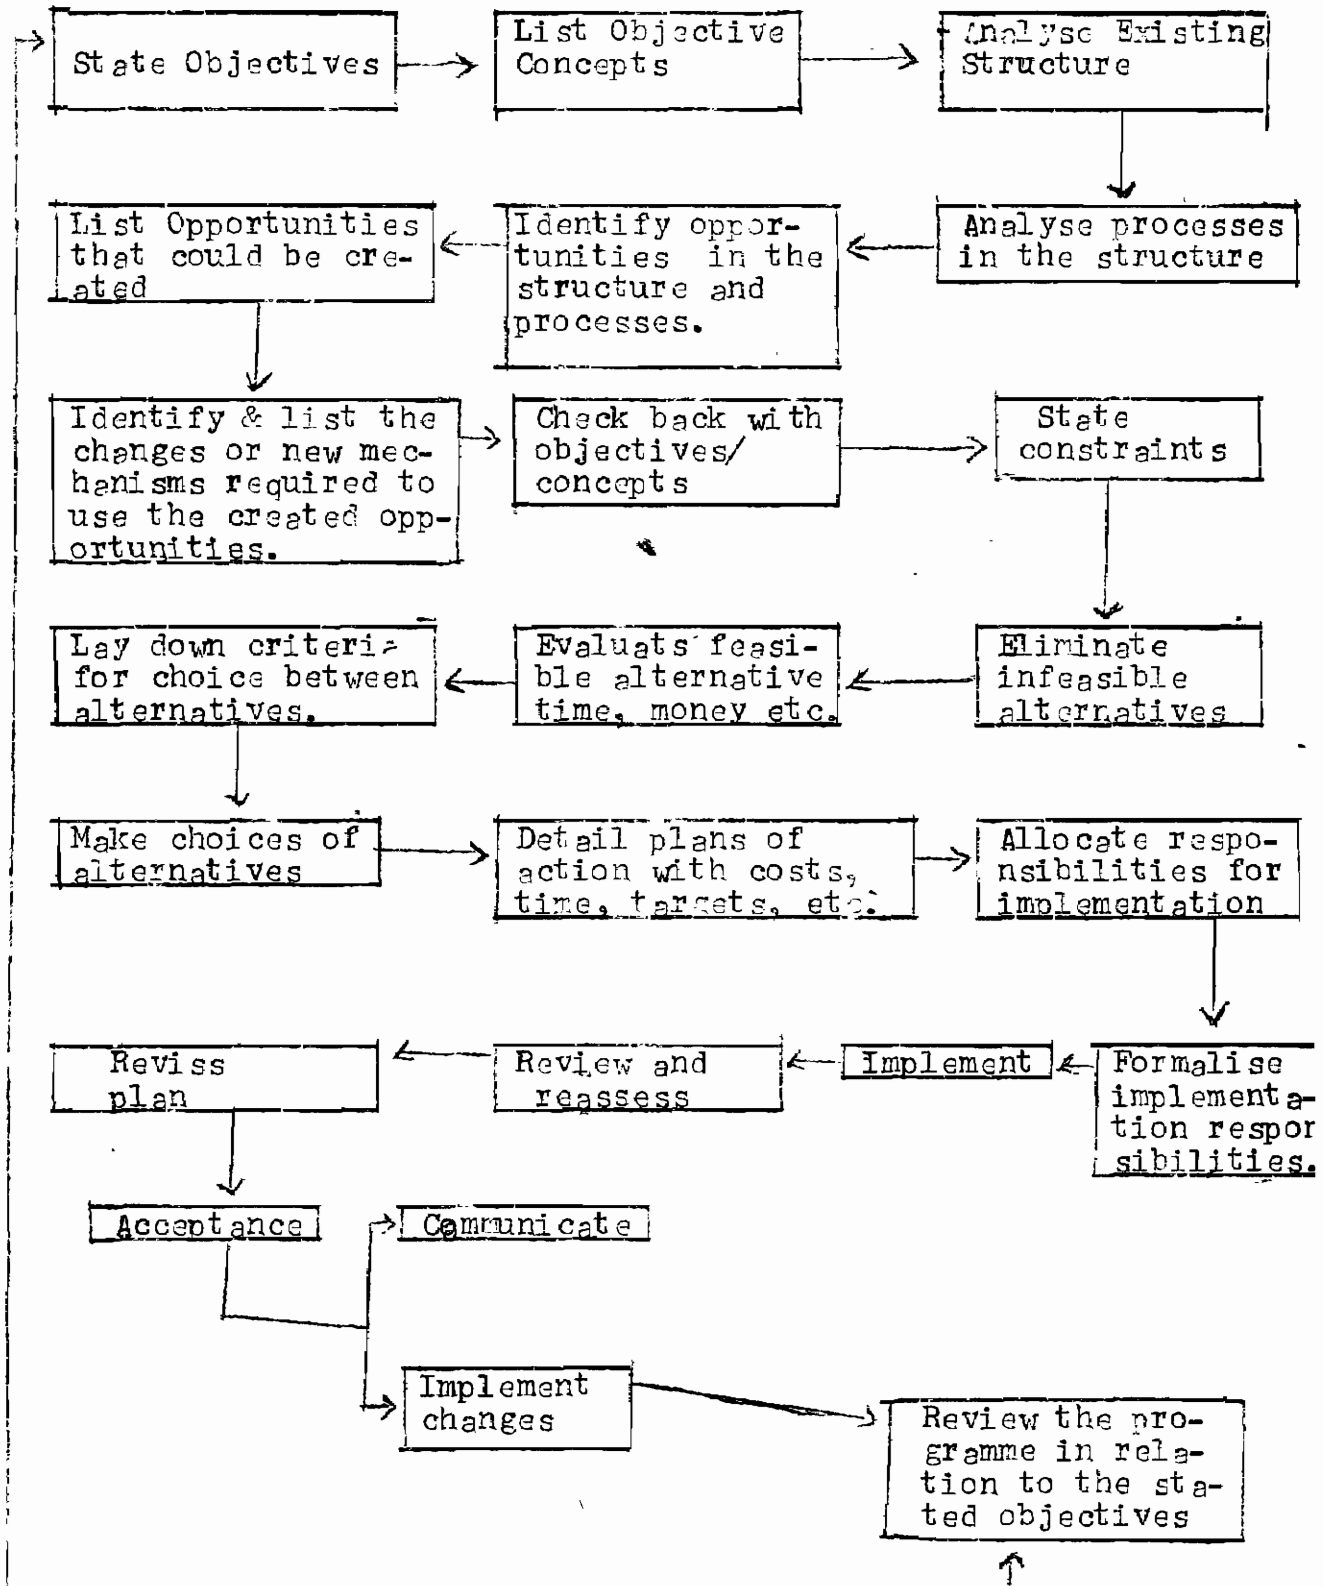 State Objectives
List Objective
Concepts
Analyse Existing
Structure
List Opportunities
that could be cre-
ated
Identify oppor-
tunities in the
structure and
processes.
Analyse processes
in the structure
Identify & list the
changes or new mec-
hanisms required to
use the created opp-
ortunities.
Check back with
objectives/
concepts
State
constraints
Lay down criteria
for choice between
alternatives.
Evaluats feasi-
ble alternative
time, money etc.
Eliminate
infeasible
alternatives
Make choices of
alternatives
Detail plans of
action with costs,
time, targets, etc.
Allocate respo-
nsibilities for
implementation
Reviss
plan
Review and
reassess
Implement
Formalise
implementa-
tion respon
sibilities.
Acceptance
Communicate
Implement
changes
Review the pro-
gramme in rela-
tion to the sta-
ted objectives